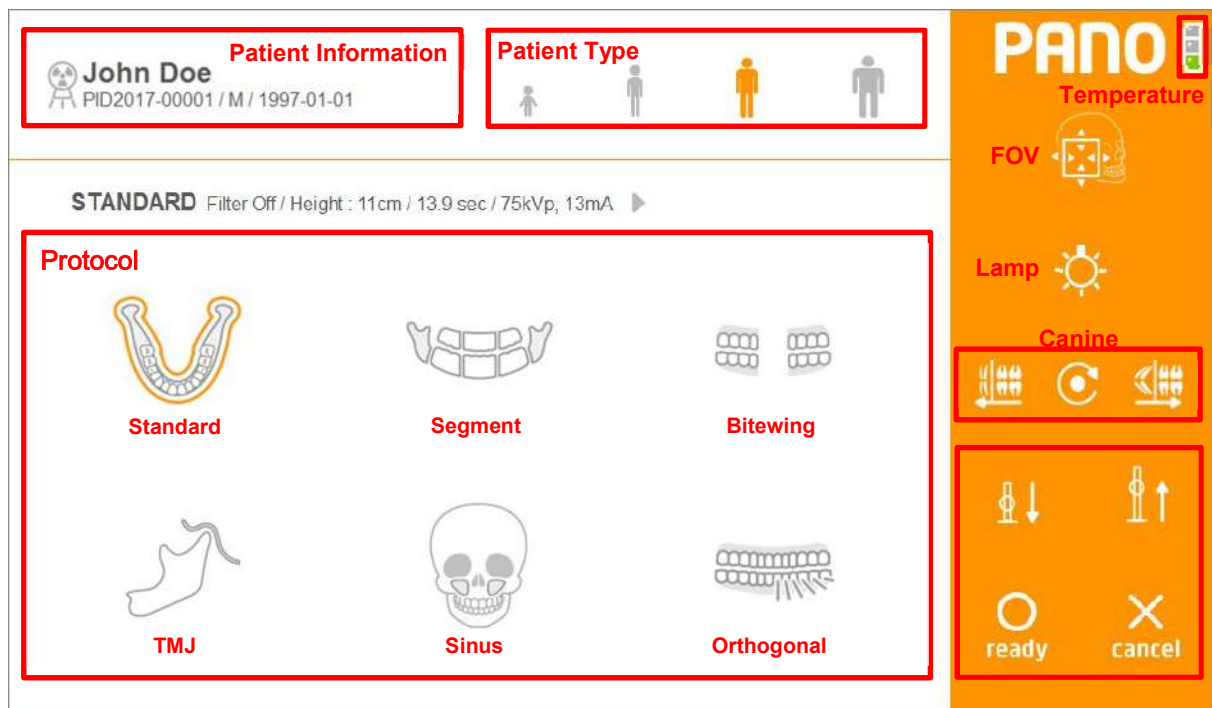 Patient Information
John Doe
PID2017-00001 / M / 1997-01-01
Patient Type
PANO
Temperature
FOV
STANDARD Filter Off / Height : 11cm / 13.9 sec / 75kVp, 13mA
Protocol
Lamp
Canine
Standard
Segment
Bitewing
TMJ
Sinus
Orthogonal
ready
cancel